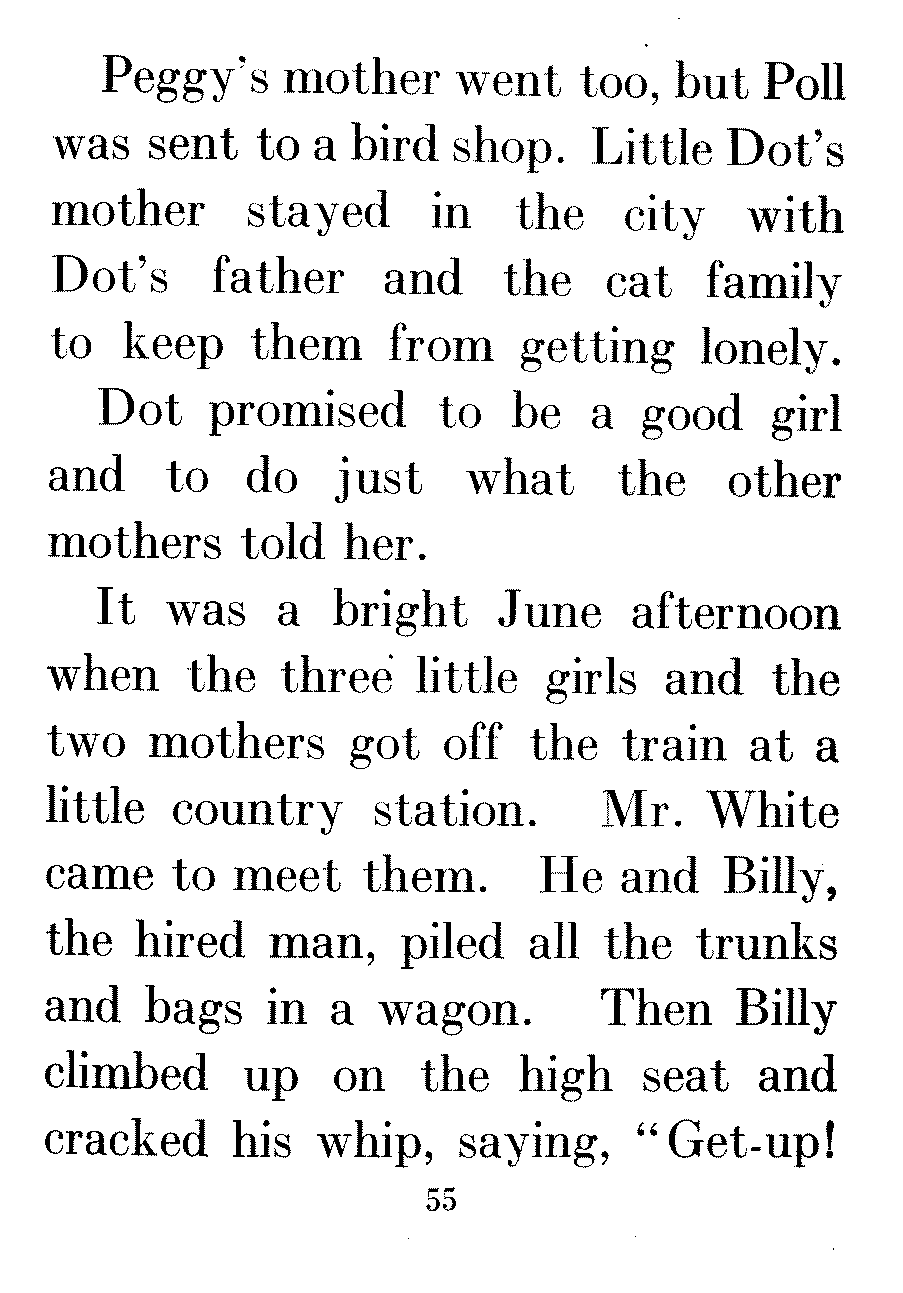 Peggy's mother went too, but Poll
was sent to a bird shop. Little Dot's
mother stayed in the city with
Dot's father and the cat family
to keep them from getting lonely.
Dot promised to be a good girl
and to do just what the other
mothers told her.
It was a bright June afternoon
when the three little girls and the
two mothers got off the train at a
little country station. Mr. White
came to meet them. He and Billy,
the hired man, piled all the trunks
and bags in a wagon. Then Billy
climbed up on the high seat and
cracked his whip, saying, "Get-up!
55